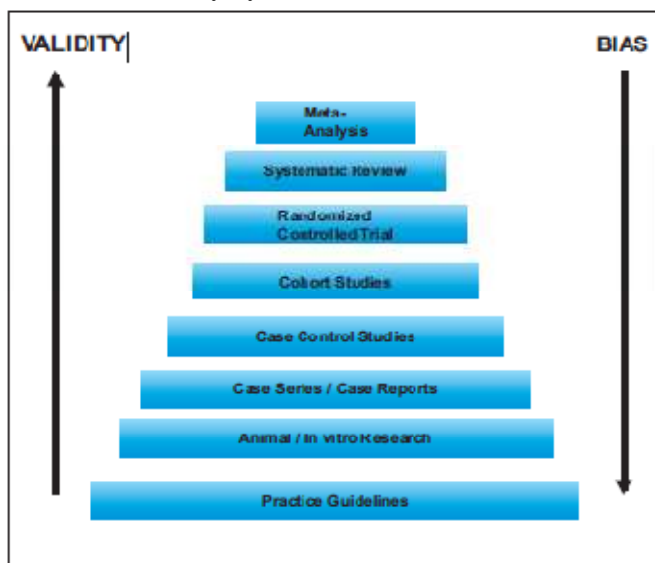 VALIDITY
BIAS
Meta-
Analysis
Systematic Review
Randomized
Controlled Trial
Cohort Studies
Case Control Studies
Case Series / Case Reports
Animal / In vitro Research
Practice Guidelines